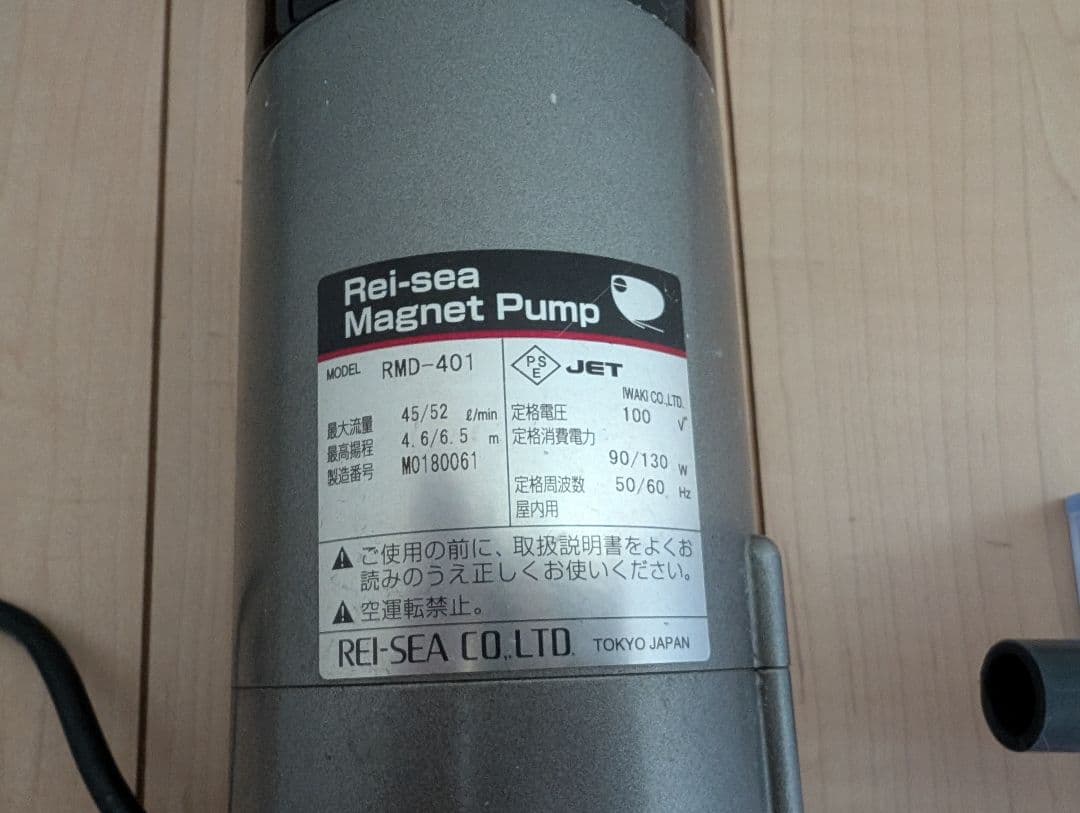 Rei-sea
Magnet Pump
MODEL RMD-401
最大流量 45/52 ℓ/min
最高揚程 4.6/6.5 m
製造番号 M0180061
PS
E
JET
IWAKI CO.,LTD.
定格電圧 100 V
定格消費電力
90/130 W
定格周波数 50/60 Hz
屋内用
ご使用の前に、取扱説明書をよくお
読みのうえ正しくお使いください。
空運転禁止。
REI-SEA CO.,LTD. TOKYO JAPAN